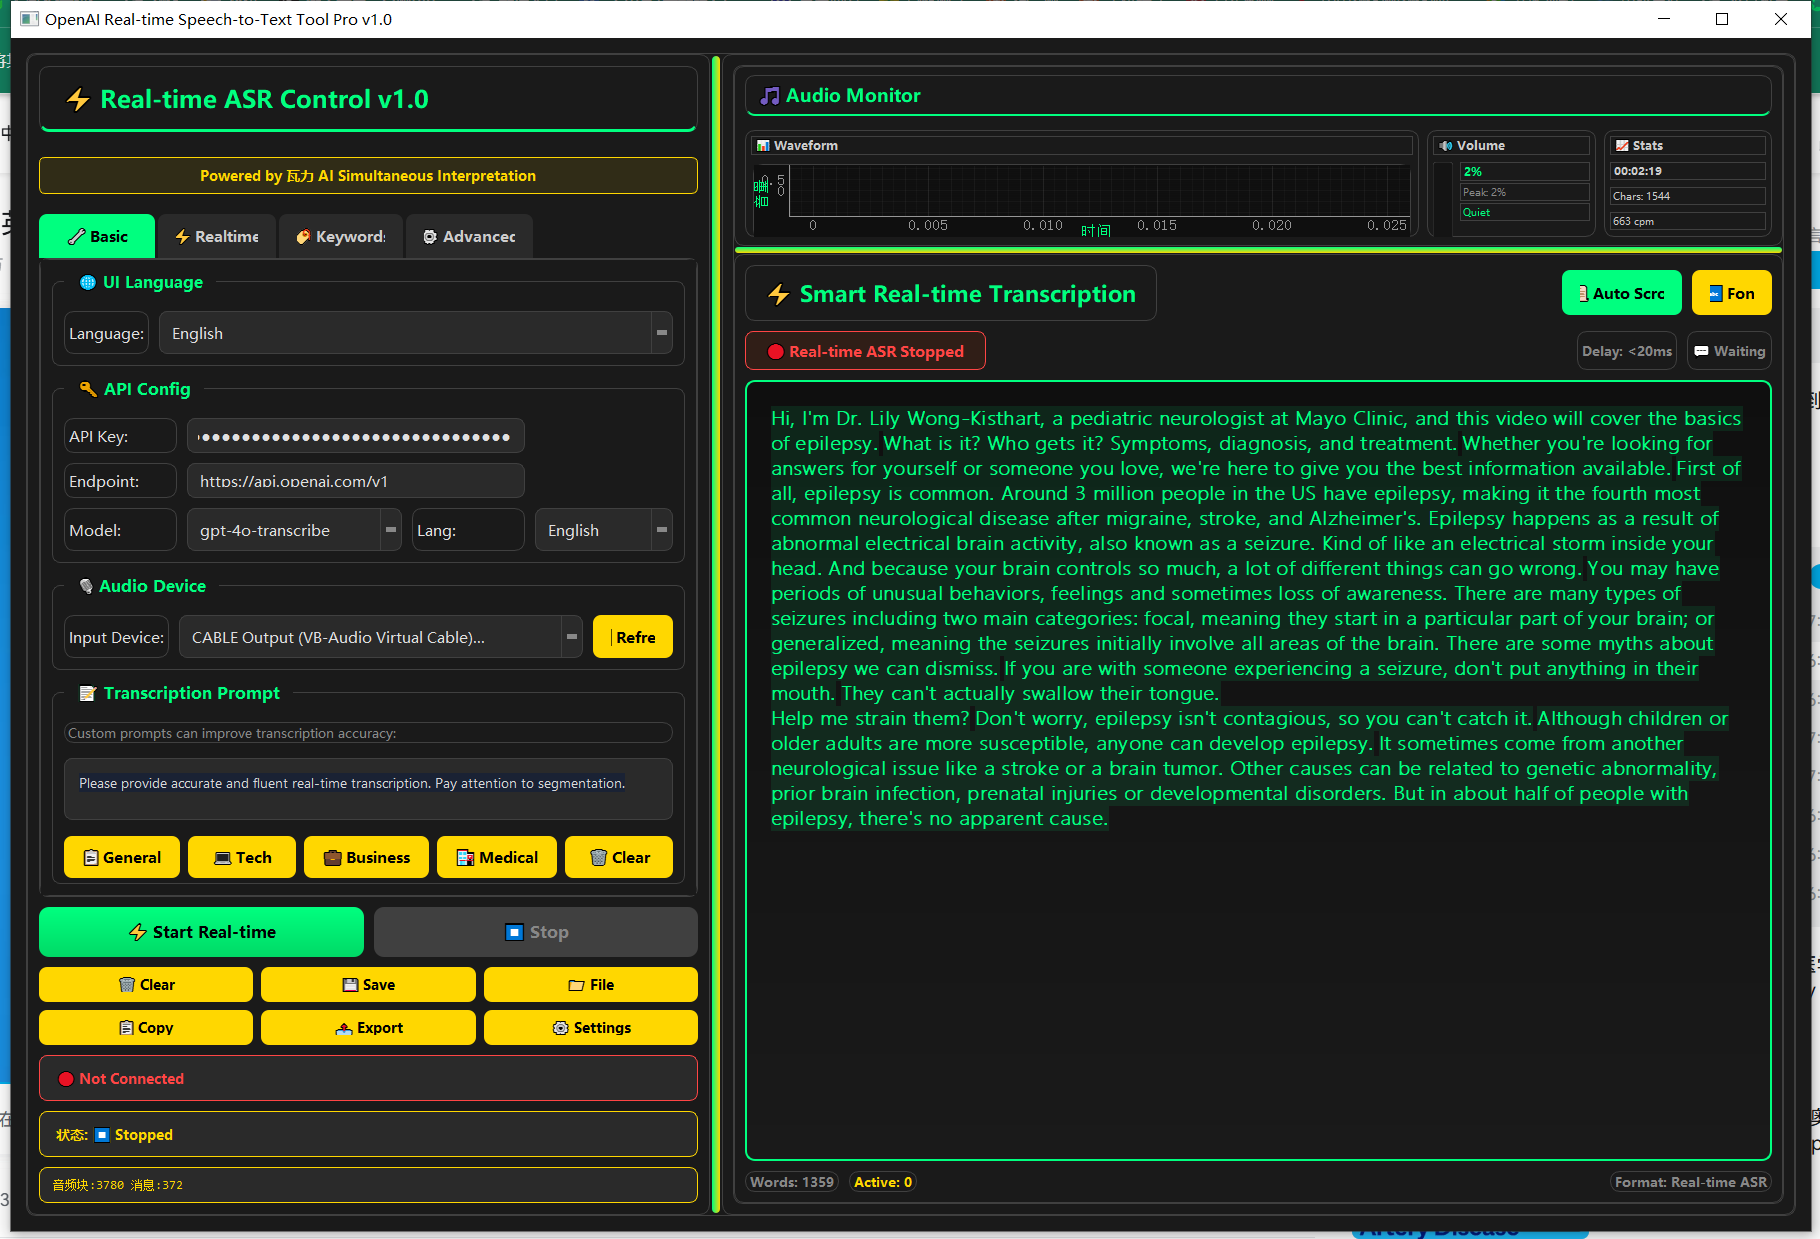 OpenAI Real-time Speech-to-Text Tool Pro v1.0
Real-time ASR Control v1.0
Powered by 瓦力 AI Simultaneous Interpretation
Basic
Realtime
Keyword
Advanced
UI Language
Language:
English
API Config
API Key:
Endpoint:
https://api.openai.com/v1
Model:
gpt-4o-transcribe
Lang:
English
Audio Device
Input Device:
CABLE Output (VB-Audio Virtual Cable)...
Refre
Transcription Prompt
Custom prompts can improve transcription accuracy:
Please provide accurate and fluent real-time transcription. Pay attention to segmentation.
General
Tech
Business
Medical
Clear
Start Real-time
Stop
Clear
Save
File
Copy
Export
Settings
Not Connected
状态: Stopped
音频块:3780 消息:372
Audio Monitor
Waveform
0
0.005
0.010
0.015
0.020
0.025
时间
Volume
2%
Peak: 2%
Quiet
Stats
00:02:19
Chars: 1544
663 cpm
Smart Real-time Transcription
Auto Scrc
Fon
Real-time ASR Stopped
Delay: <20ms
Waiting
Hi, I'm Dr. Lily Wong-Kisthart, a pediatric neurologist at Mayo Clinic, and this video will cover the basics
of epilepsy. What is it? Who gets it? Symptoms, diagnosis, and treatment. Whether you're looking for
answers for yourself or someone you love, we're here to give you the best information available. First of
all, epilepsy is common. Around 3 million people in the US have epilepsy, making it the fourth most
common neurological disease after migraine, stroke, and Alzheimer's. Epilepsy happens as a result of
abnormal electrical brain activity, also known as a seizure. Kind of like an electrical storm inside your
head. And because your brain controls so much, a lot of different things can go wrong. You may have
periods of unusual behaviors, feelings and sometimes loss of awareness. There are many types of
seizures including two main categories: focal, meaning they start in a particular part of your brain; or
generalized, meaning the seizures initially involve all areas of the brain. There are some myths about
epilepsy we can dismiss. If you are with someone experiencing a seizure, don't put anything in their
mouth. They can't actually swallow their tongue.
Help me strain them? Don't worry, epilepsy isn't contagious, so you can't catch it. Although children or
older adults are more susceptible, anyone can develop epilepsy. It sometimes come from another
neurological issue like a stroke or a brain tumor. Other causes can be related to genetic abnormality,
prior brain infection, prenatal injuries or developmental disorders. But in about half of people with
epilepsy, there's no apparent cause.
Words: 1359
Active: 0
Format: Real-time ASR